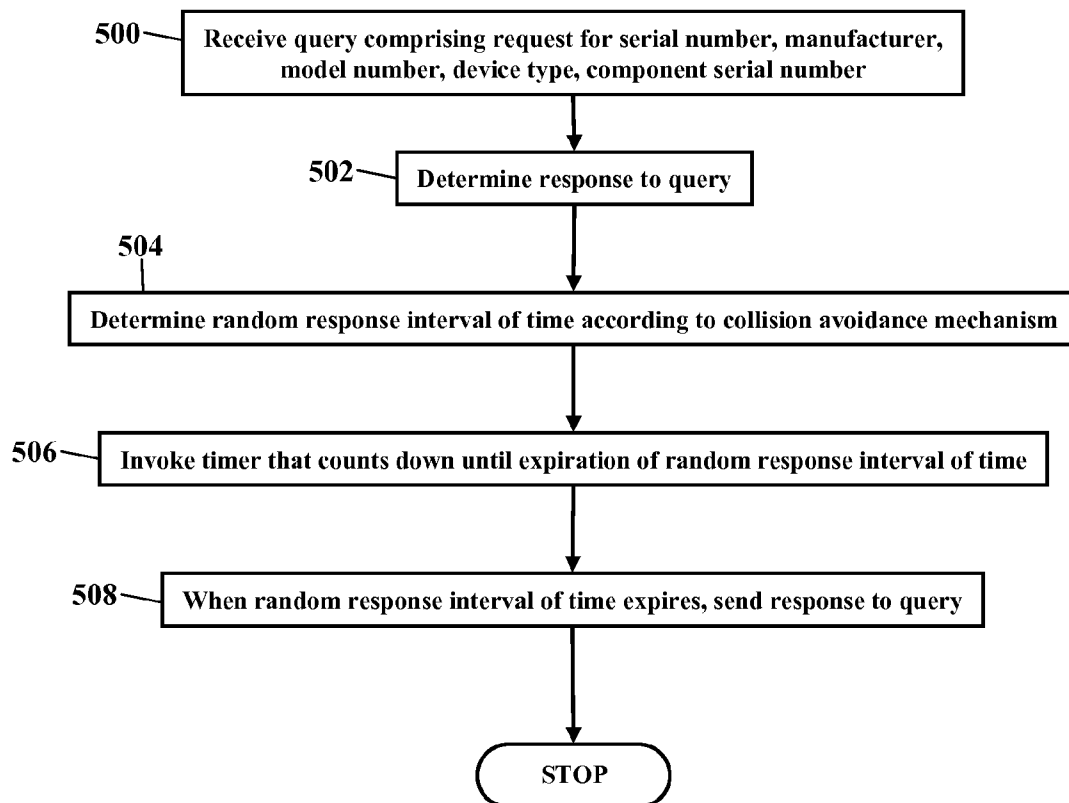 500
Receive query comprising request for serial number, manufacturer,
model number, device type, component serial number
502
Determine response to query
504
Determine random response interval of time according to collision avoidance mechanism
506
Invoke timer that counts down until expiration of random response interval of time
508
When random response interval of time expires, send response to query
STOP